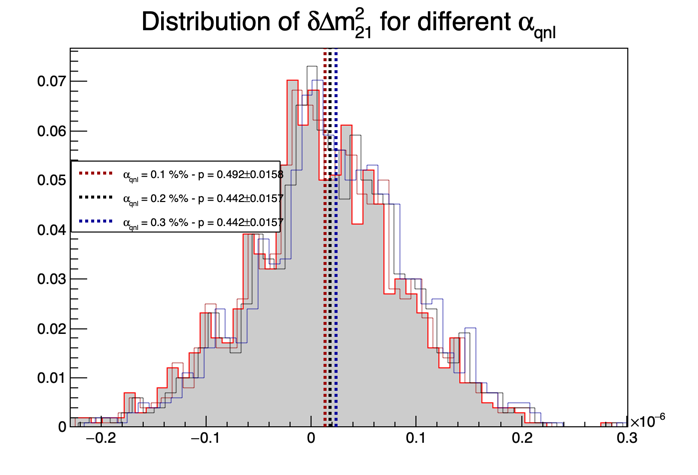 Distribution of δΔm²₂₁ for different α_qnl
0.07
0.06
α_qnl = 0.1 %% - p = 0.492±0.0158
0.05
α_qnl = 0.2 %% - p = 0.442±0.0157
α_qnl = 0.3 %% - p = 0.442±0.0157
0.04
0.03
0.02
0.01
0
×10⁻⁶
−0.2 −0.1 0 0.1 0.2 0.3